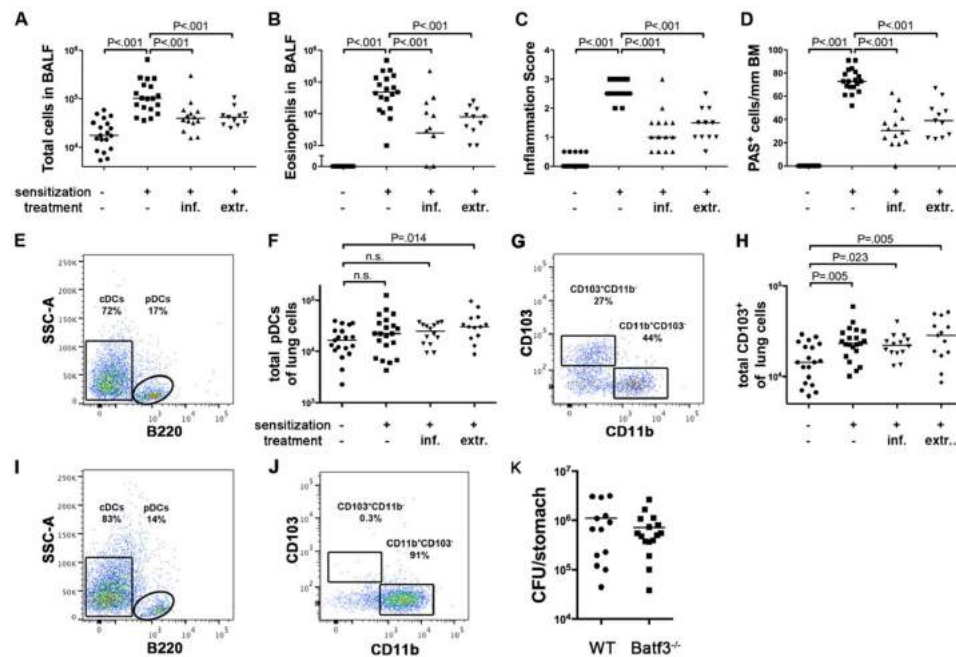 A
P<.001
P<.001 P<.001
Total cells in BALF
10⁶
10⁵
10⁴
sensitization - + + +
treatment - - inf. extr.
B
P<.001
P<.001 P<.001
Eosinophils in BALF
10⁶
10⁵
10⁴
10³
0
- + + +
- - inf. extr.
C
P<.001
P<.001 P<.001
Inflammation Score
4
3
2
1
0
- + + +
- - inf. extr.
D
P<.001
P<.001 P<.001
PAS⁺ cells/mm BM
100
80
60
40
20
0
- + + +
- - inf. extr.
E
SSC-A
250K
200K
150K
100K
50K
0
cDCs pDCs
72% 17%
0 10³ 10⁴ 10⁵
B220
F
P=.014
n.s.
n.s.
total pDCs
of lung cells
10⁵
10⁴
10³
sensitization - + + +
treatment - - inf. extr.
G
CD103
10⁵
10⁴
10³
10²
CD103⁺CD11b⁻
27%
CD11b⁺CD103⁻
44%
0 10³ 10⁴ 10⁵
CD11b
H
P=.005
P=.023
P=.005
total CD103⁺
of lung cells
10⁵
10⁴
- + + +
- - inf. extr..
I
SSC-A
250K
200K
150K
100K
50K
0
cDCs pDCs
83% 14%
0 10³ 10⁴ 10⁵
B220
J
CD103
10⁵
10⁴
10³
10²
CD103⁺CD11b⁻
0.3%
CD11b⁺CD103⁻
91%
0 10³ 10⁴ 10⁵
CD11b
K
CFU/stomach
10⁷
10⁶
10⁵
10⁴
WT Batf3⁻/⁻